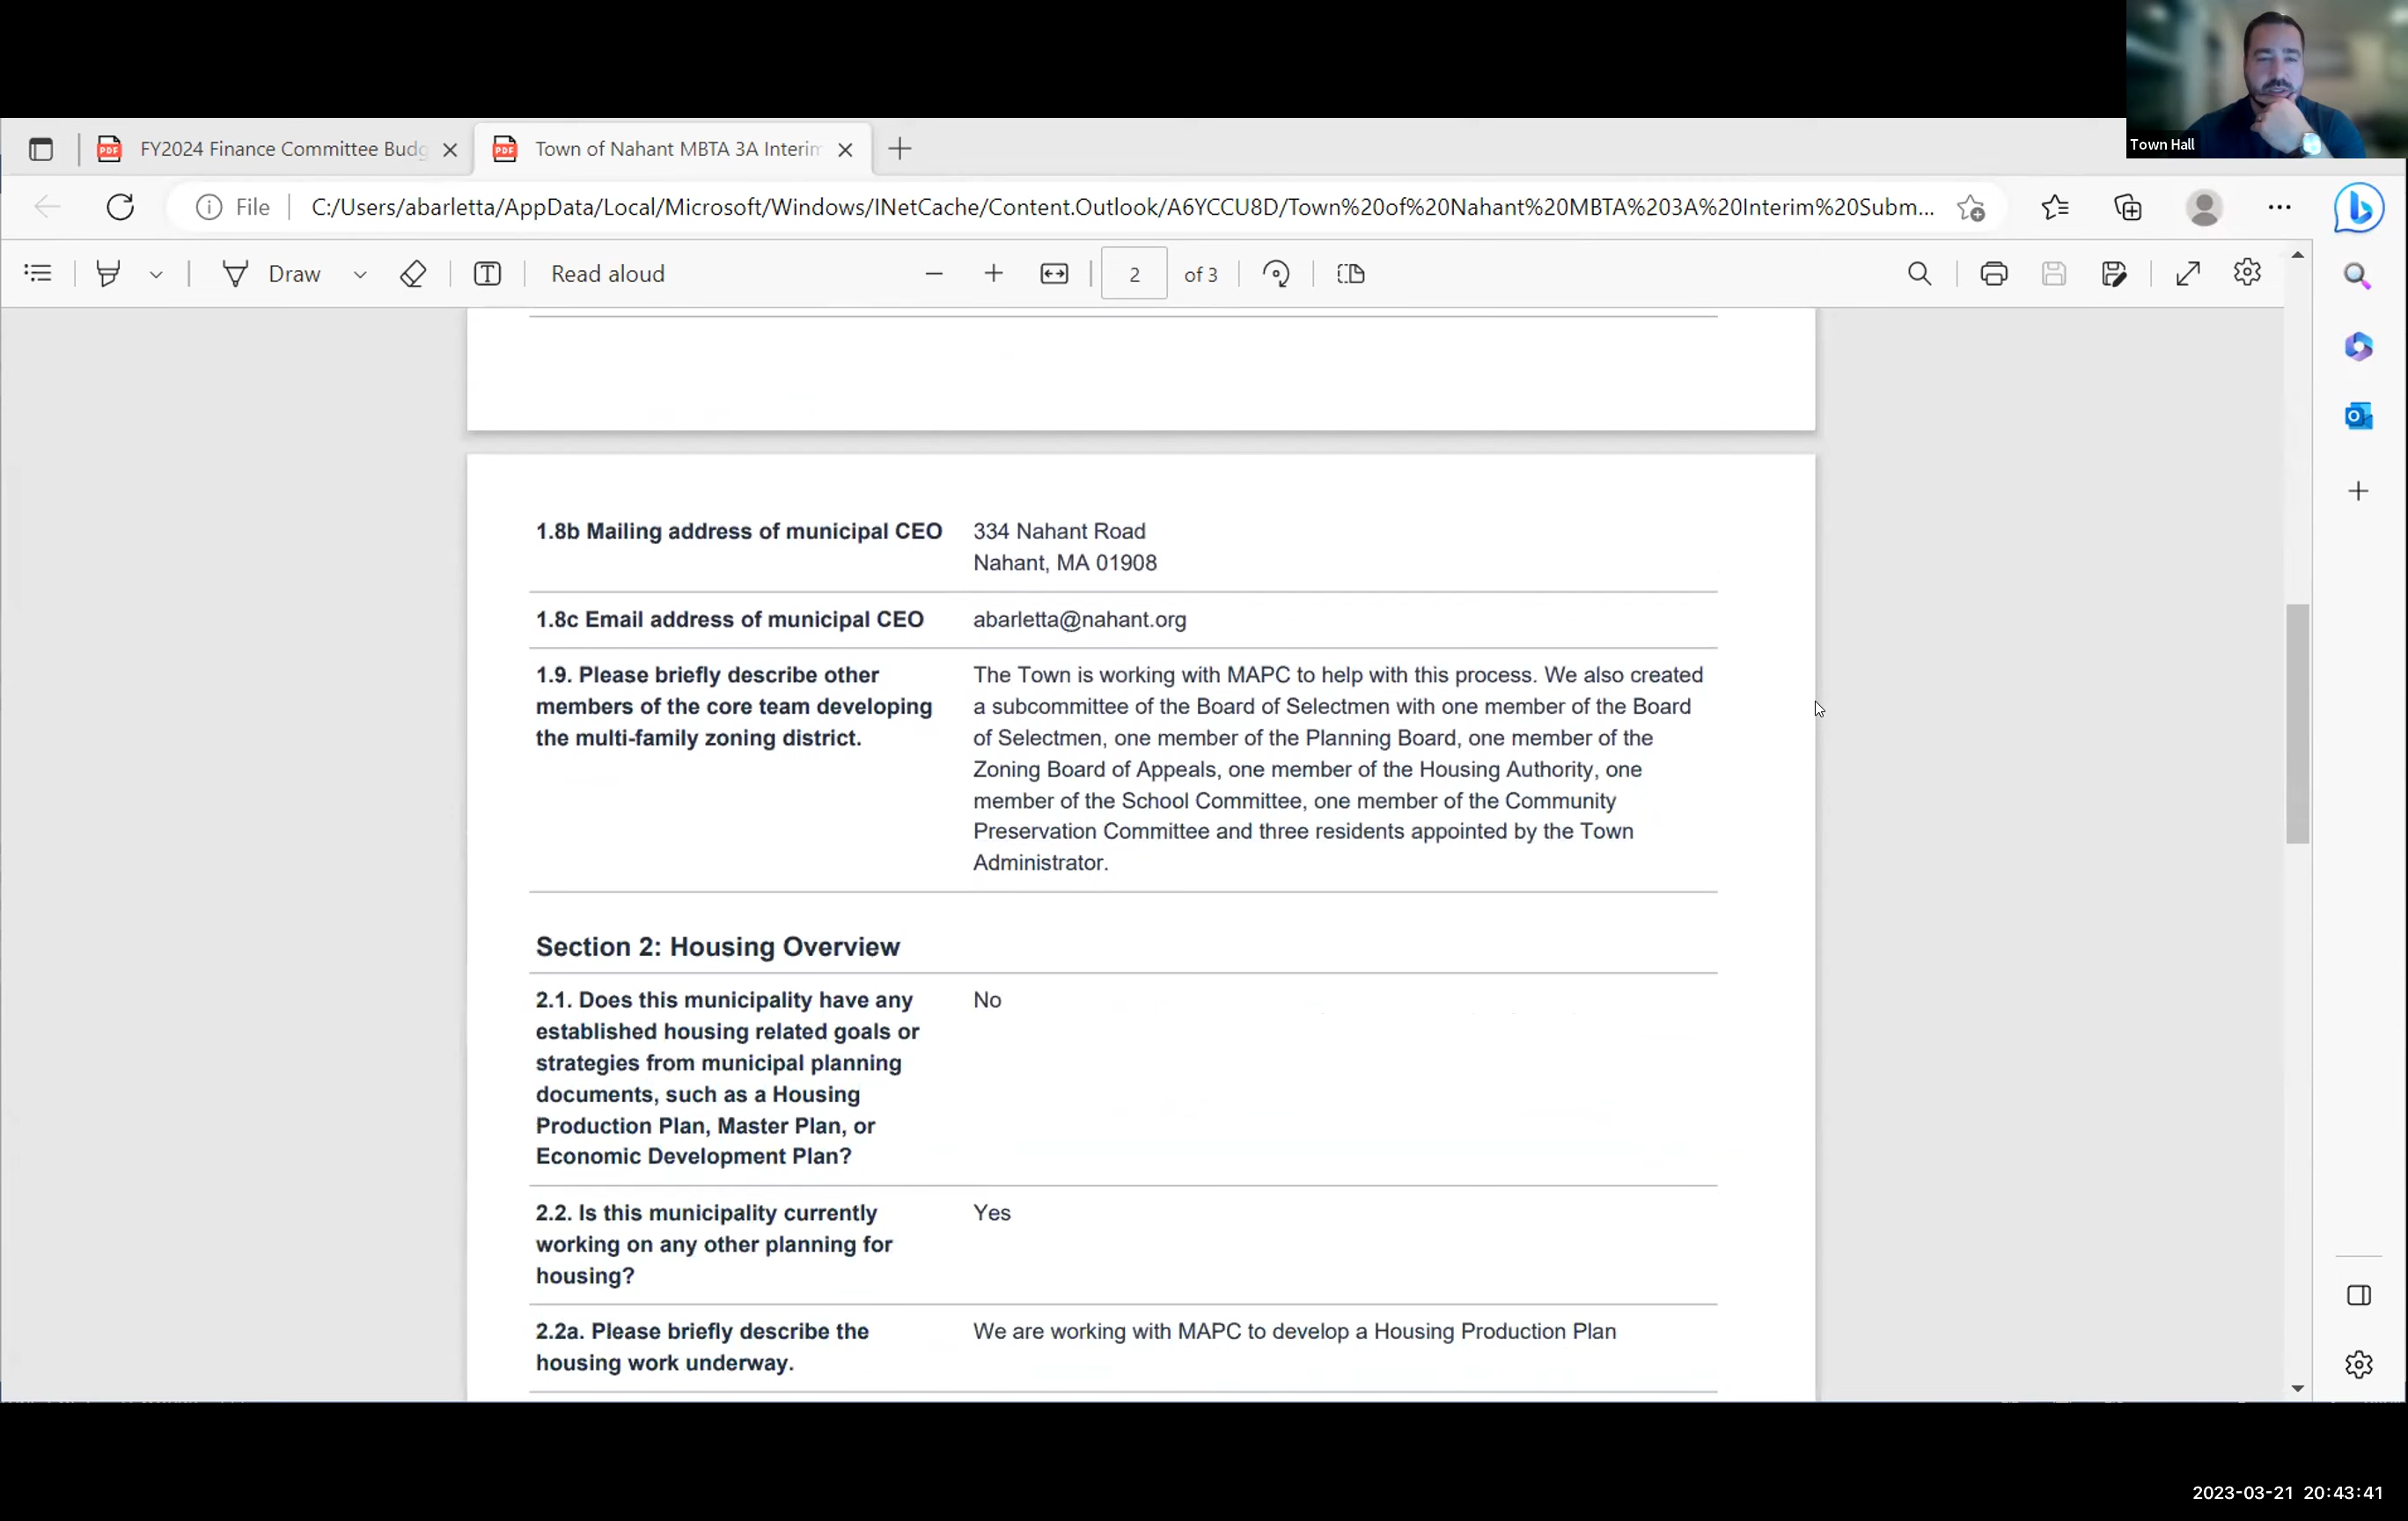 Town Hall
FY2024 Finance Committee Budg
Town of Nahant MBTA 3A Interim
File
C:/Users/abarletta/AppData/Local/Microsoft/Windows/INetCache/Content.Outlook/A6YCCU8D/Town%20of%20Nahant%20MBTA%203A%20Interim%20Subm...
Draw
Read aloud
2
of 3
1.8b Mailing address of municipal CEO
334 Nahant Road
Nahant, MA 01908
1.8c Email address of municipal CEO
abarletta@nahant.org
1.9. Please briefly describe other
members of the core team developing
the multi-family zoning district.
The Town is working with MAPC to help with this process. We also created
a subcommittee of the Board of Selectmen with one member of the Board
of Selectmen, one member of the Planning Board, one member of the
Zoning Board of Appeals, one member of the Housing Authority, one
member of the School Committee, one member of the Community
Preservation Committee and three residents appointed by the Town
Administrator.
Section 2: Housing Overview
2.1. Does this municipality have any
established housing related goals or
strategies from municipal planning
documents, such as a Housing
Production Plan, Master Plan, or
Economic Development Plan?
No
2.2. Is this municipality currently
working on any other planning for
housing?
Yes
2.2a. Please briefly describe the
housing work underway.
We are working with MAPC to develop a Housing Production Plan
2023-03-21 20:43:41